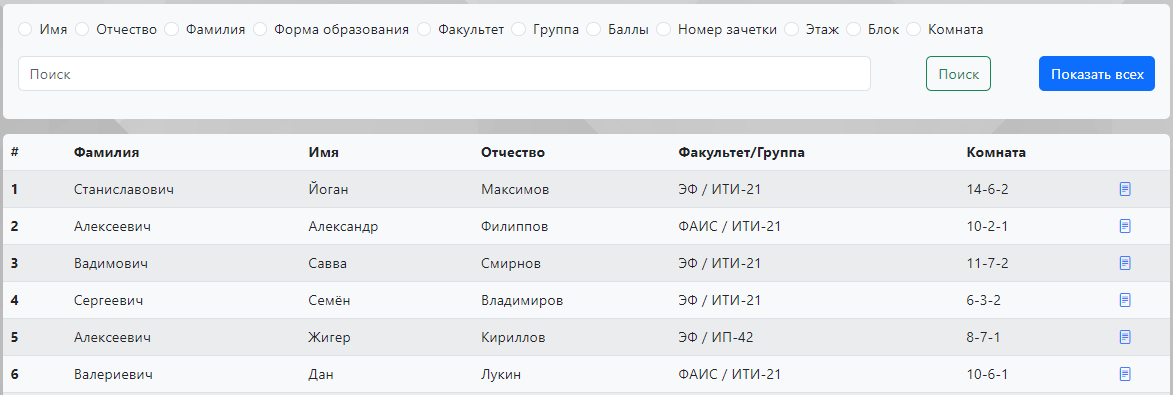 Имя Отчество Фамилия Форма образования Факультет Группа Баллы Номер зачетки Этаж Блок Комната
Поиск Поиск Показать всех
# Фамилия Имя Отчество Факультет/Группа Комната
1 Станиславович Йоган Максимов ЭФ / ИТИ-21 14-6-2
2 Алексеевич Александр Филиппов ФАИС / ИТИ-21 10-2-1
3 Вадимович Савва Смирнов ЭФ / ИТИ-21 11-7-2
4 Сергеевич Семён Владимиров ЭФ / ИТИ-21 6-3-2
5 Алексеевич Жигер Кириллов ЭФ / ИП-42 8-7-1
6 Валериевич Дан Лукин ФАИС / ИТИ-21 10-6-1